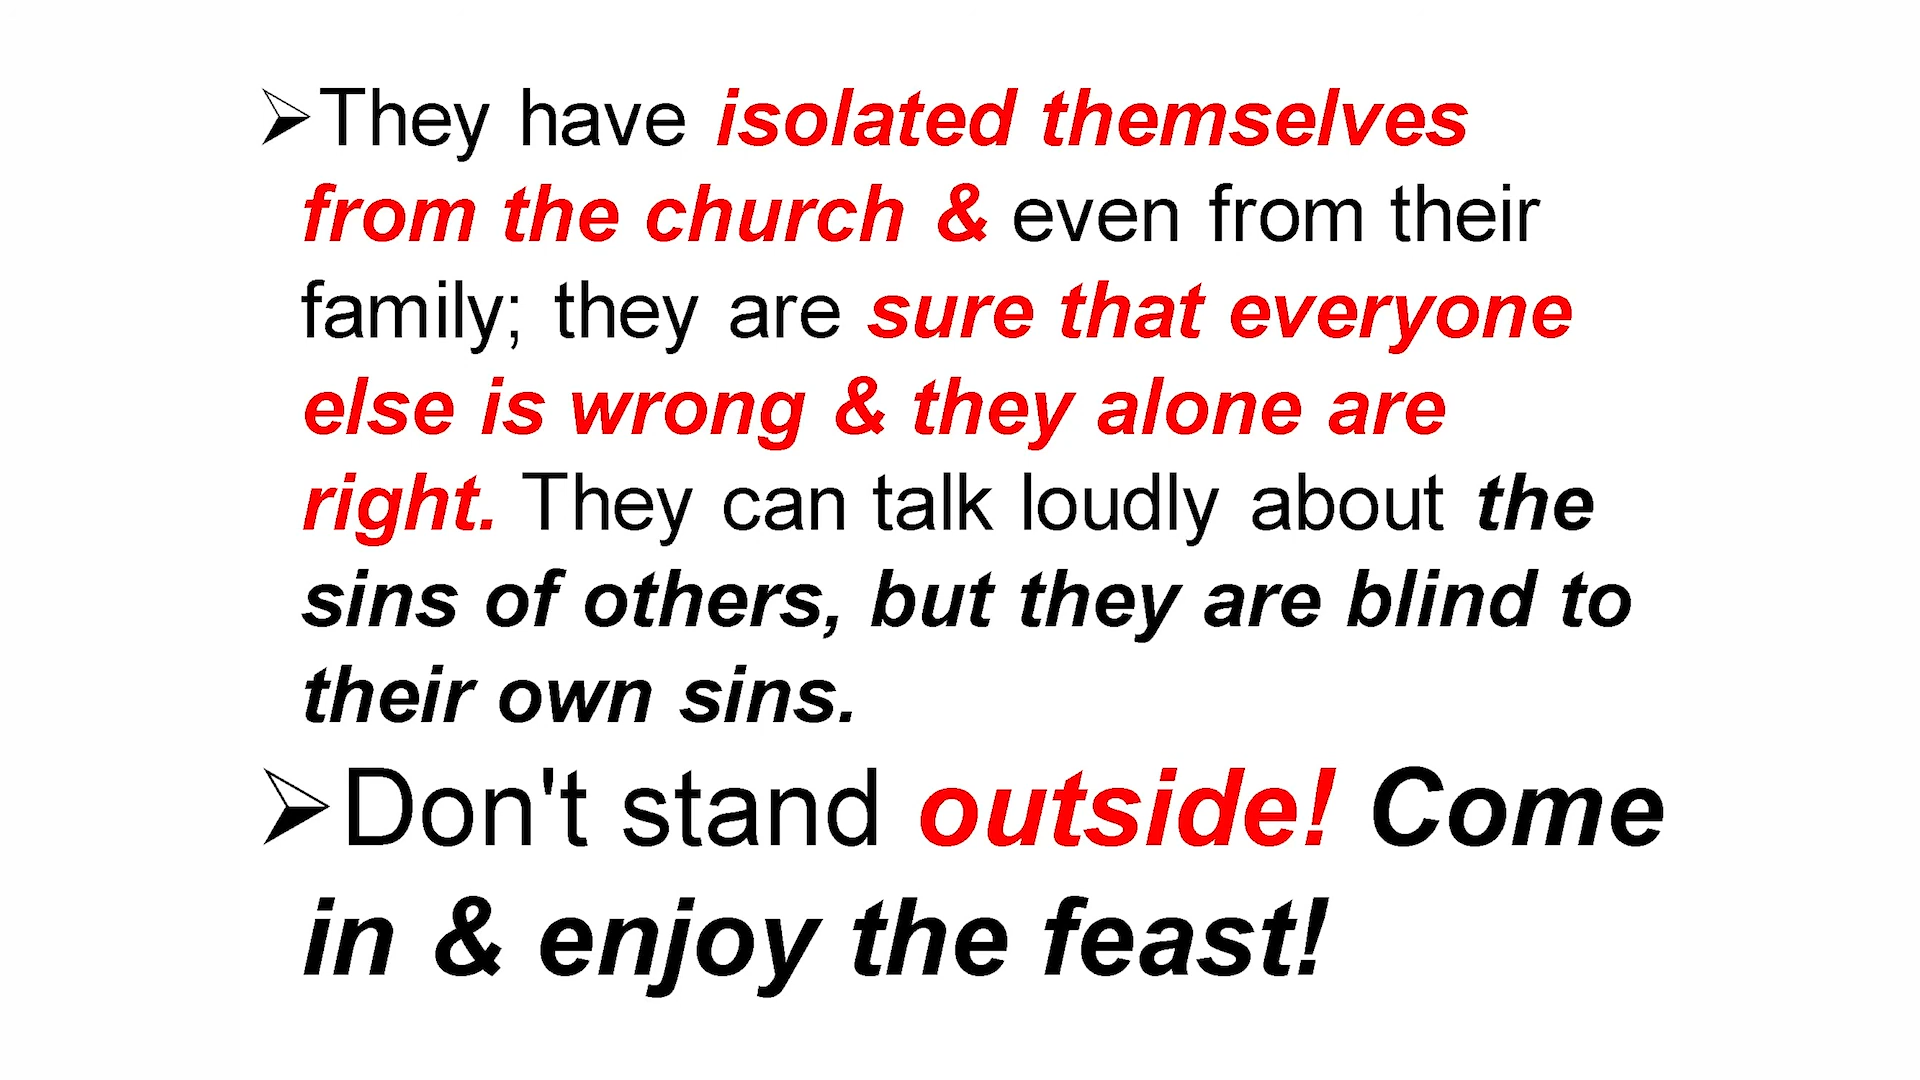 ➢They have isolated themselves
from the church & even from their
family; they are sure that everyone
else is wrong & they alone are
right. They can talk loudly about the
sins of others, but they are blind to
their own sins.
➢Don't stand outside! Come
in & enjoy the feast!